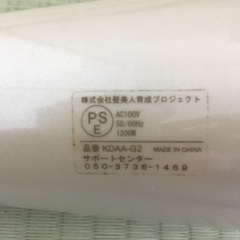 株式会社髪美人育成プロジェクト
PS
E
AC100V
50/60Hz
1200W
品番 KDAA-G2 MADE IN CHINA
サポートセンター
050-3736-1469